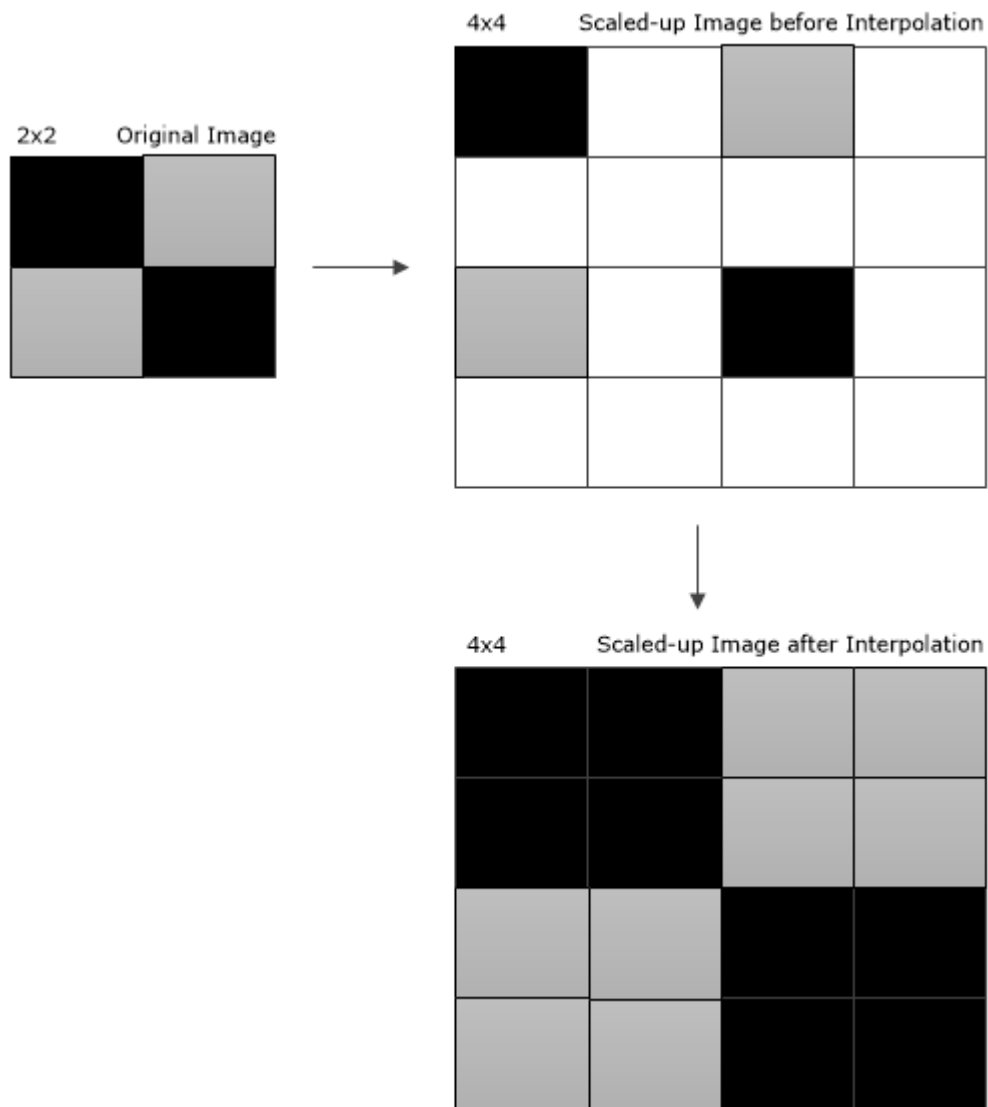 4x4 Scaled-up Image before Interpolation
2x2 Original Image
4x4 Scaled-up Image after Interpolation